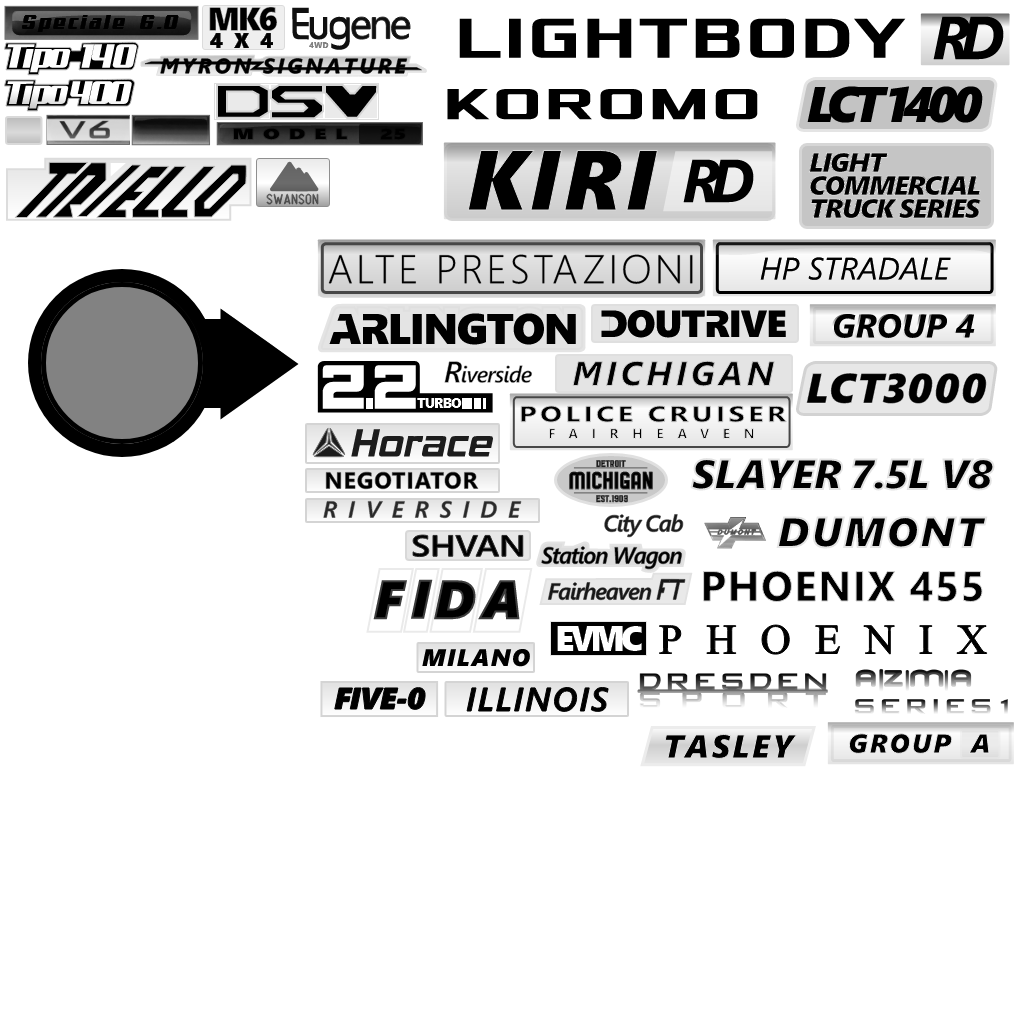 Speciale 6.0
MK6
4 X 4
Eugene
4WD
LIGHTBODY
RD
Tipo-140
MYRON-SIGNATURE
Tipo400
DSV
KOROMO
LCT1400
V6
MODEL 25
TRIELLO
SWANSON
KIRI RD
LIGHT
COMMERCIAL
TRUCK SERIES
ALTE PRESTAZIONI
HP STRADALE
ARLINGTON
DOUTRIVE
GROUP 4
2.2
TURBO
Riverside
MICHIGAN
LCT3000
POLICE CRUISER
FAIRHEAVEN
Horace
DETROIT
MICHIGAN
EST.1909
SLAYER 7.5L V8
NEGOTIATOR
RIVERSIDE
City Cab
DUMONT
DUMONT
SHVAN
Station Wagon
FIDA
Fairheaven FT
PHOENIX 455
EVMC
PHOENIX
MILANO
FIVE-0
ILLINOIS
DRESDEN
SPORT
AIZIMIA
SERIES 1
TASLEY
GROUP A